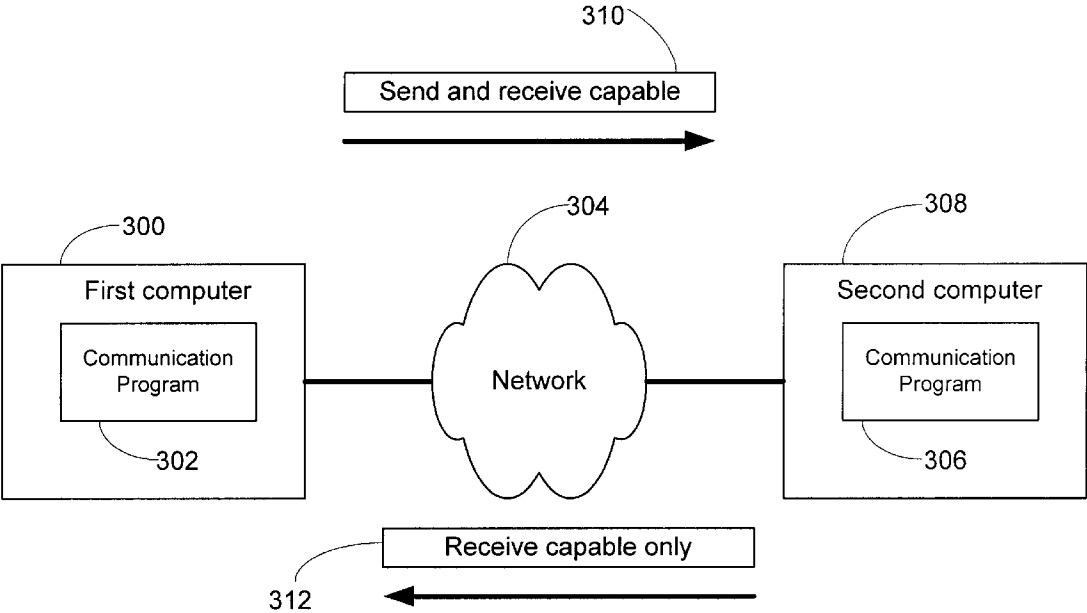 310
Send and receive capable
300
304
308
First computer
Second computer
Communication
Program
Network
Communication
Program
302
306
Receive capable only
312